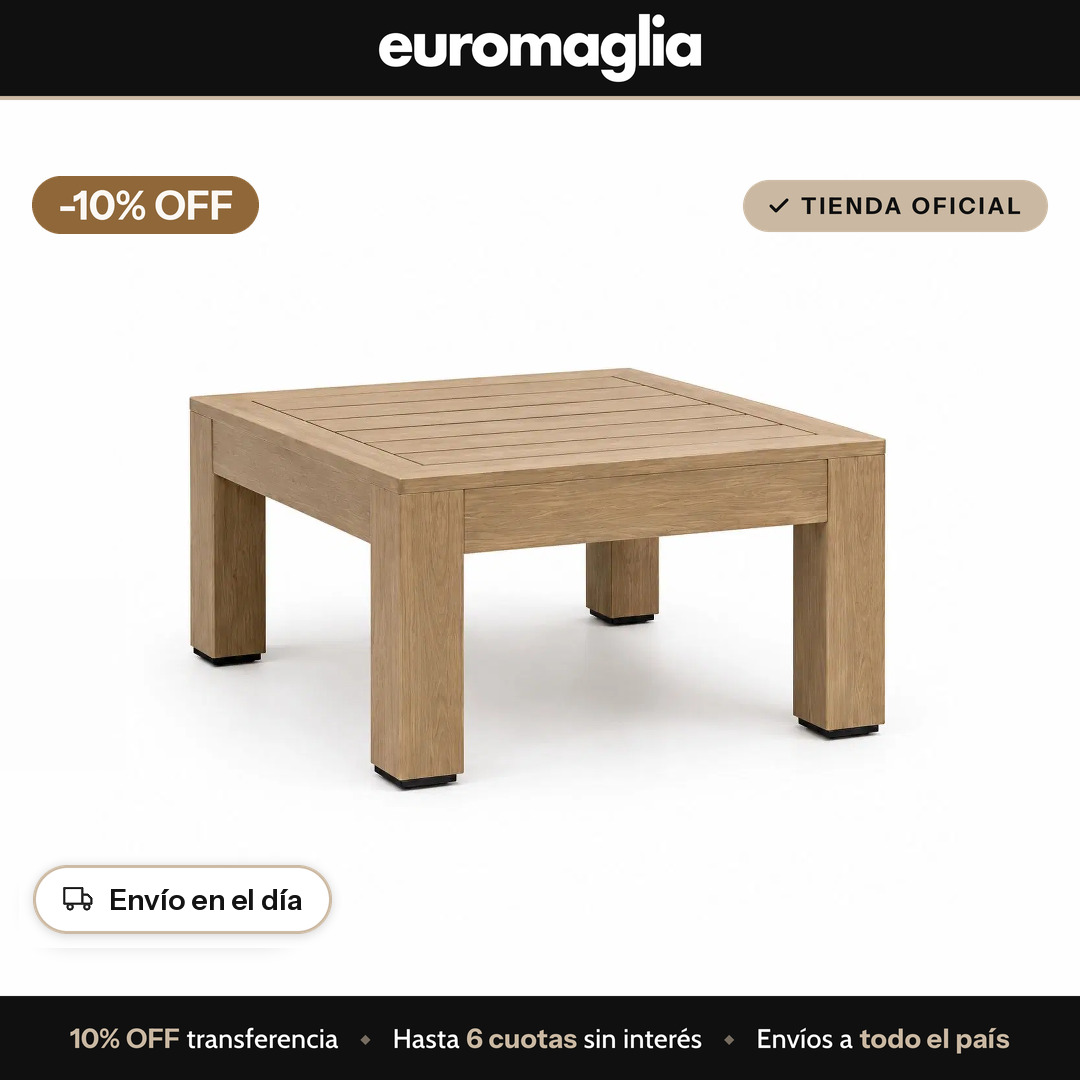 euromaglia
-10% OFF
TIENDA OFICIAL
Envío en el día
10% OFF transferencia ◆ Hasta 6 cuotas sin interés ◆ Envíos a todo el país